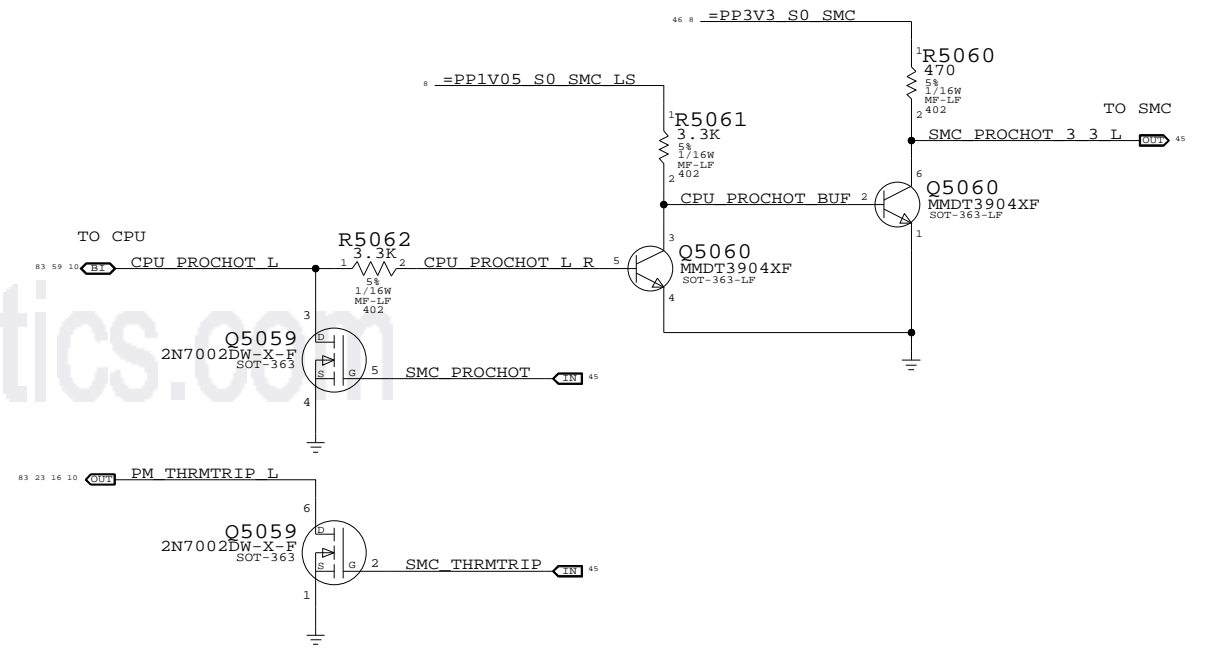 46 8 =PP3V3_S0_SMC
1
R5060
470
5%
1/16W
MF-LF
402
2
8 =PP1V05_S0_SMC_LS
1
R5061
3.3K
5%
1/16W
MF-LF
402
2
TO SMC
SMC_PROCHOT_3_3_L OUT 45
6
CPU_PROCHOT_BUF 2
Q5060
MMDT3904XF
SOT-363-LF
1
TO CPU
83 59 10 BI CPU_PROCHOT_L
R5062
3.3K
1 2
5%
1/16W
MF-LF
402
CPU_PROCHOT_L_R 5
3
Q5060
MMDT3904XF
SOT-363-LF
4
3
Q5059
2N7002DW-X-F
SOT-363
D
S G 5 SMC_PROCHOT IN 45
4
tics.com
83 23 16 10 OUT PM_THRMTRIP_L
6
Q5059
2N7002DW-X-F
SOT-363
D
S G 2 SMC_THRMTRIP IN 45
1